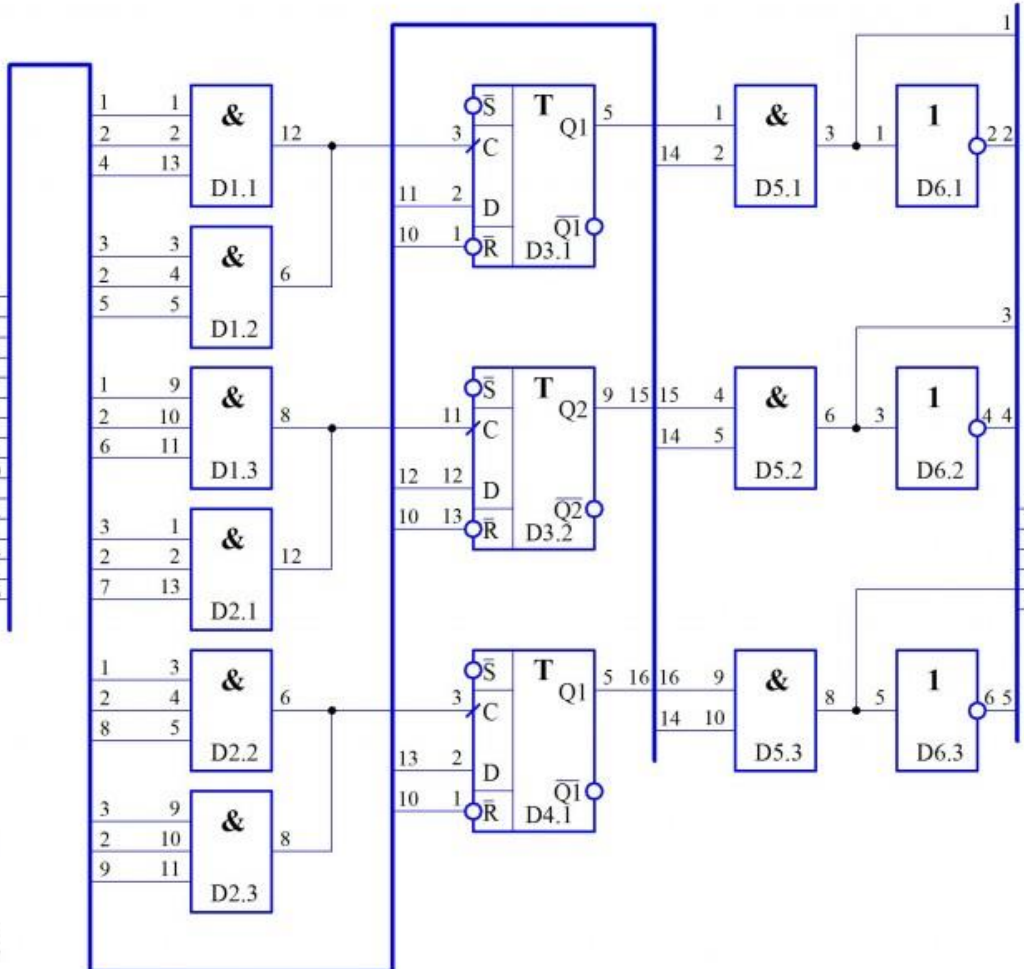 1
1 1 & 12
2 2
4 13
D1.1
3 3 & 6
2 4
5 5
D1.2
1 9 & 8
2 10
6 11
D1.3
3 1 & 12
2 2
7 13
D2.1
1 3 & 6
2 4
8 5
D2.2
3 9 & 8
2 10
9 11
D2.3
S̅ T Q1 5
3 C
11 2 D
10 1 R̅ Q̅1̅
D3.1
S̅ T Q2 9 15
11 C
12 12 D
10 13 R̅ Q̅2̅
D3.2
S̅ T Q1 5 16
3 C
13 2 D
10 1 R̅ Q̅1̅
D4.1
1 & 3
14 2
D5.1
1 1 2 2
D6.1
3
15 4 & 6
14 5
D5.2
3 1 4 4
D6.2
16 9 & 8
14 10
D5.3
5 1 6 5
D6.3